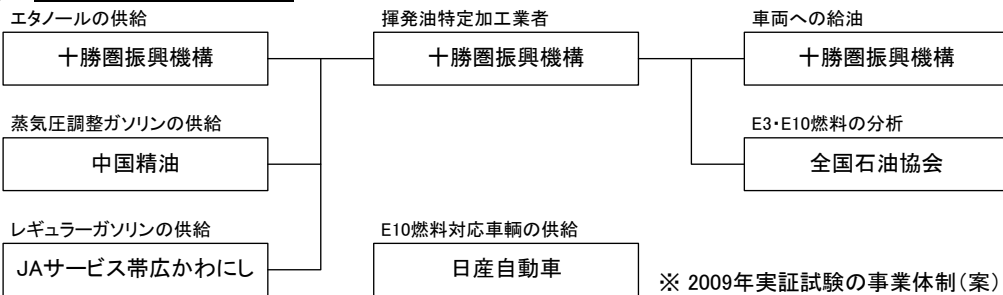 エタノールの供給
十勝圏振興機構
蒸気圧調整ガソリンの供給
中国精油
レギュラーガソリンの供給
JAサービス帯広かわにし
揮発油特定加工業者
十勝圏振興機構
E10燃料対応車輌の供給
日産自動車
車両への給油
十勝圏振興機構
E3・E10燃料の分析
全国石油協会
※ 2009年実証試験の事業体制(案)